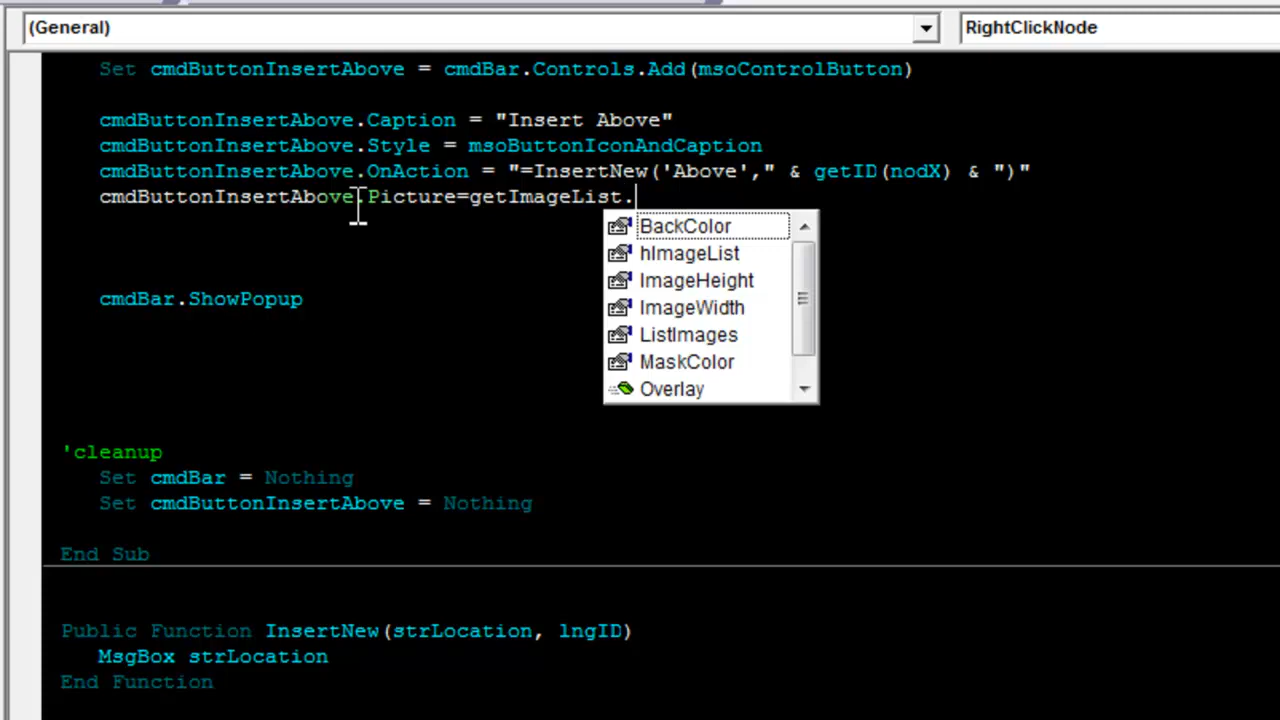 (General) RightClickNode
Set cmdButtonInsertAbove = cmdBar.Controls.Add(msoControlButton)
cmdButtonInsertAbove.Caption = "Insert Above"
cmdButtonInsertAbove.Style = msoButtonIconAndCaption
cmdButtonInsertAbove.OnAction = "=InsertNew('Above'," & getID(nodX) & ")"
cmdButtonInsertAbove.Picture=getImageList.
BackColor
hImageList
ImageHeight
ImageWidth
ListImages
MaskColor
Overlay
cmdBar.ShowPopup
'cleanup
Set cmdBar = Nothing
Set cmdButtonInsertAbove = Nothing
End Sub
Public Function InsertNew(strLocation, lngID)
MsgBox strLocation
End Function